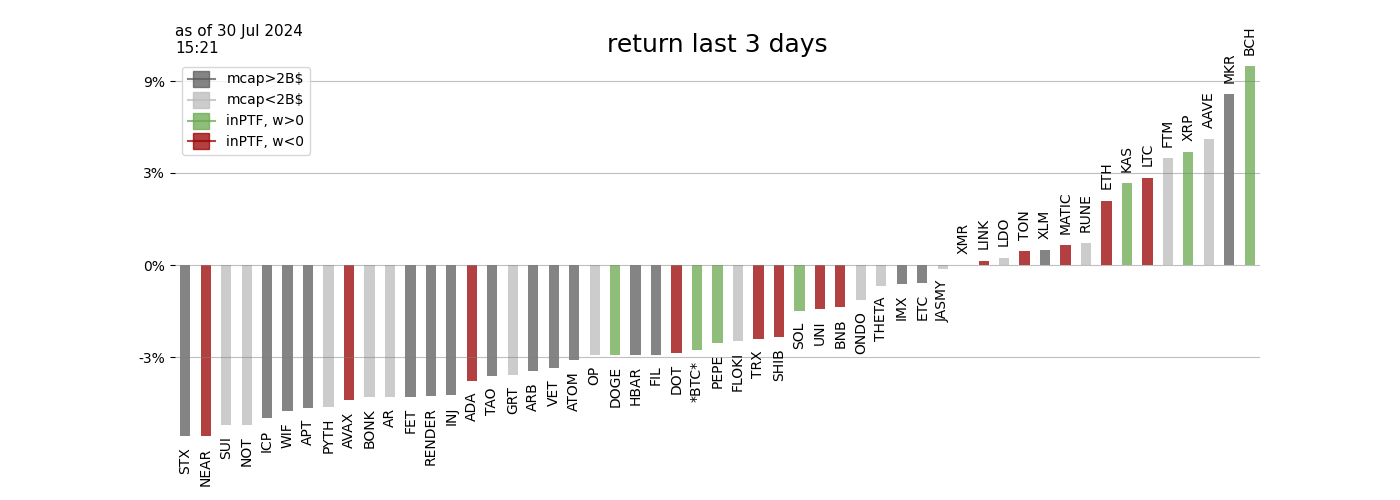 as of 30 Jul 2024
15:21
return last 3 days
mcap>2B$
mcap<2B$
inPTF, w>0
inPTF, w<0
9%
3%
0%
-3%
STX
NEAR
SUI
NOT
ICP
WIF
APT
PYTH
AVAX
BONK
AR
FET
RENDER
INJ
ADA
TAO
GRT
ARB
VET
ATOM
OP
DOGE
HBAR
FIL
DOT
*BTC*
PEPE
FLOKI
TRX
SHIB
SOL
UNI
BNB
ONDO
THETA
IMX
ETC
JASMY
XMR
LINK
LDO
TON
XLM
MATIC
RUNE
ETH
KAS
LTC
FTM
XRP
AAVE
MKR
BCH